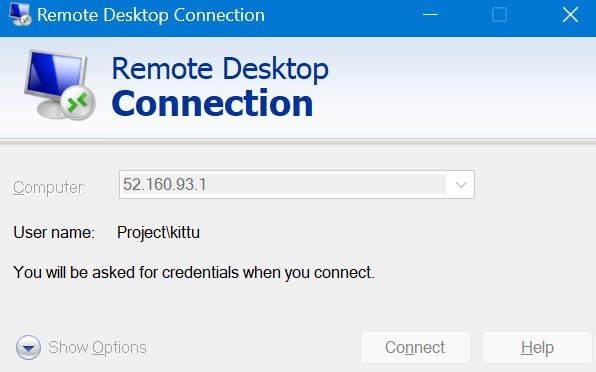 Remote Desktop Connection
Remote Desktop
Connection
Computer: 52.160.93.1
User name: Project\kittu
You will be asked for credentials when you connect.
Show Options Connect Help